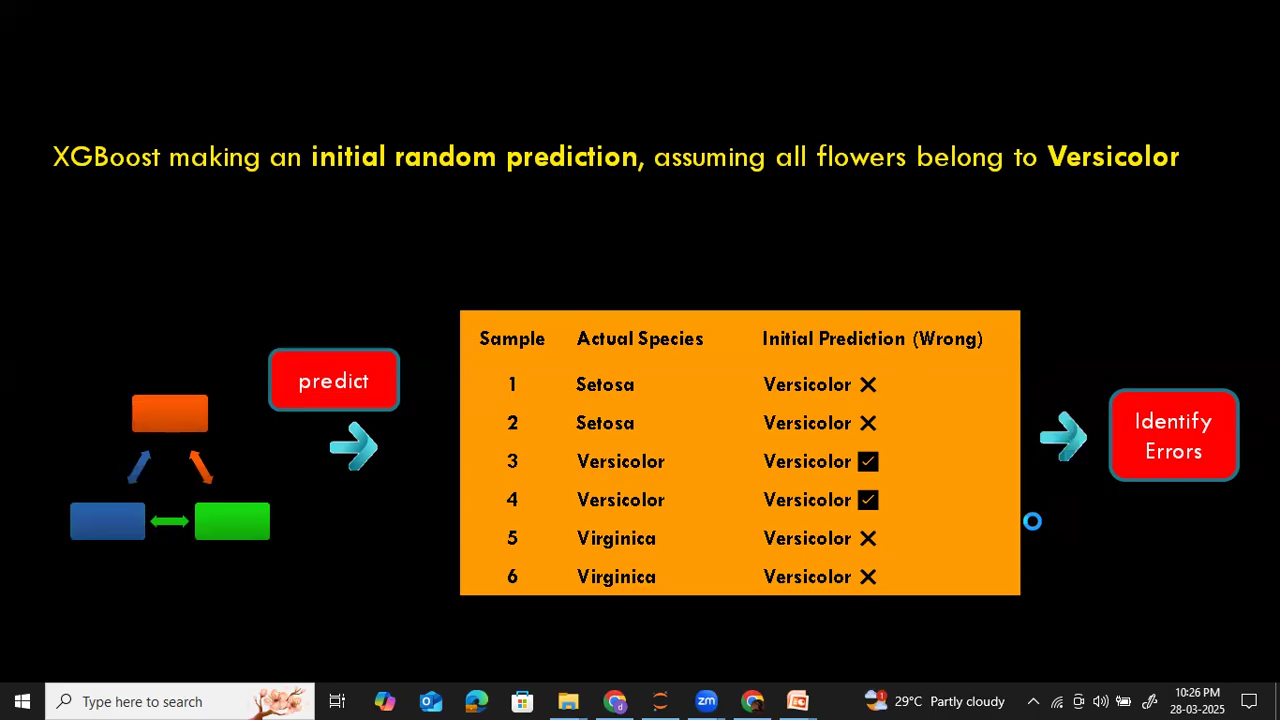 XGBoost making an initial random prediction, assuming all flowers belong to Versicolor
predict
Sample Actual Species Initial Prediction (Wrong)
1 Setosa Versicolor ❌
2 Setosa Versicolor ❌
3 Versicolor Versicolor ✅
4 Versicolor Versicolor ✅
5 Virginica Versicolor ❌
6 Virginica Versicolor ❌
Identify
Errors
Type here to search
29°C Partly cloudy
10:26 PM
28-03-2025